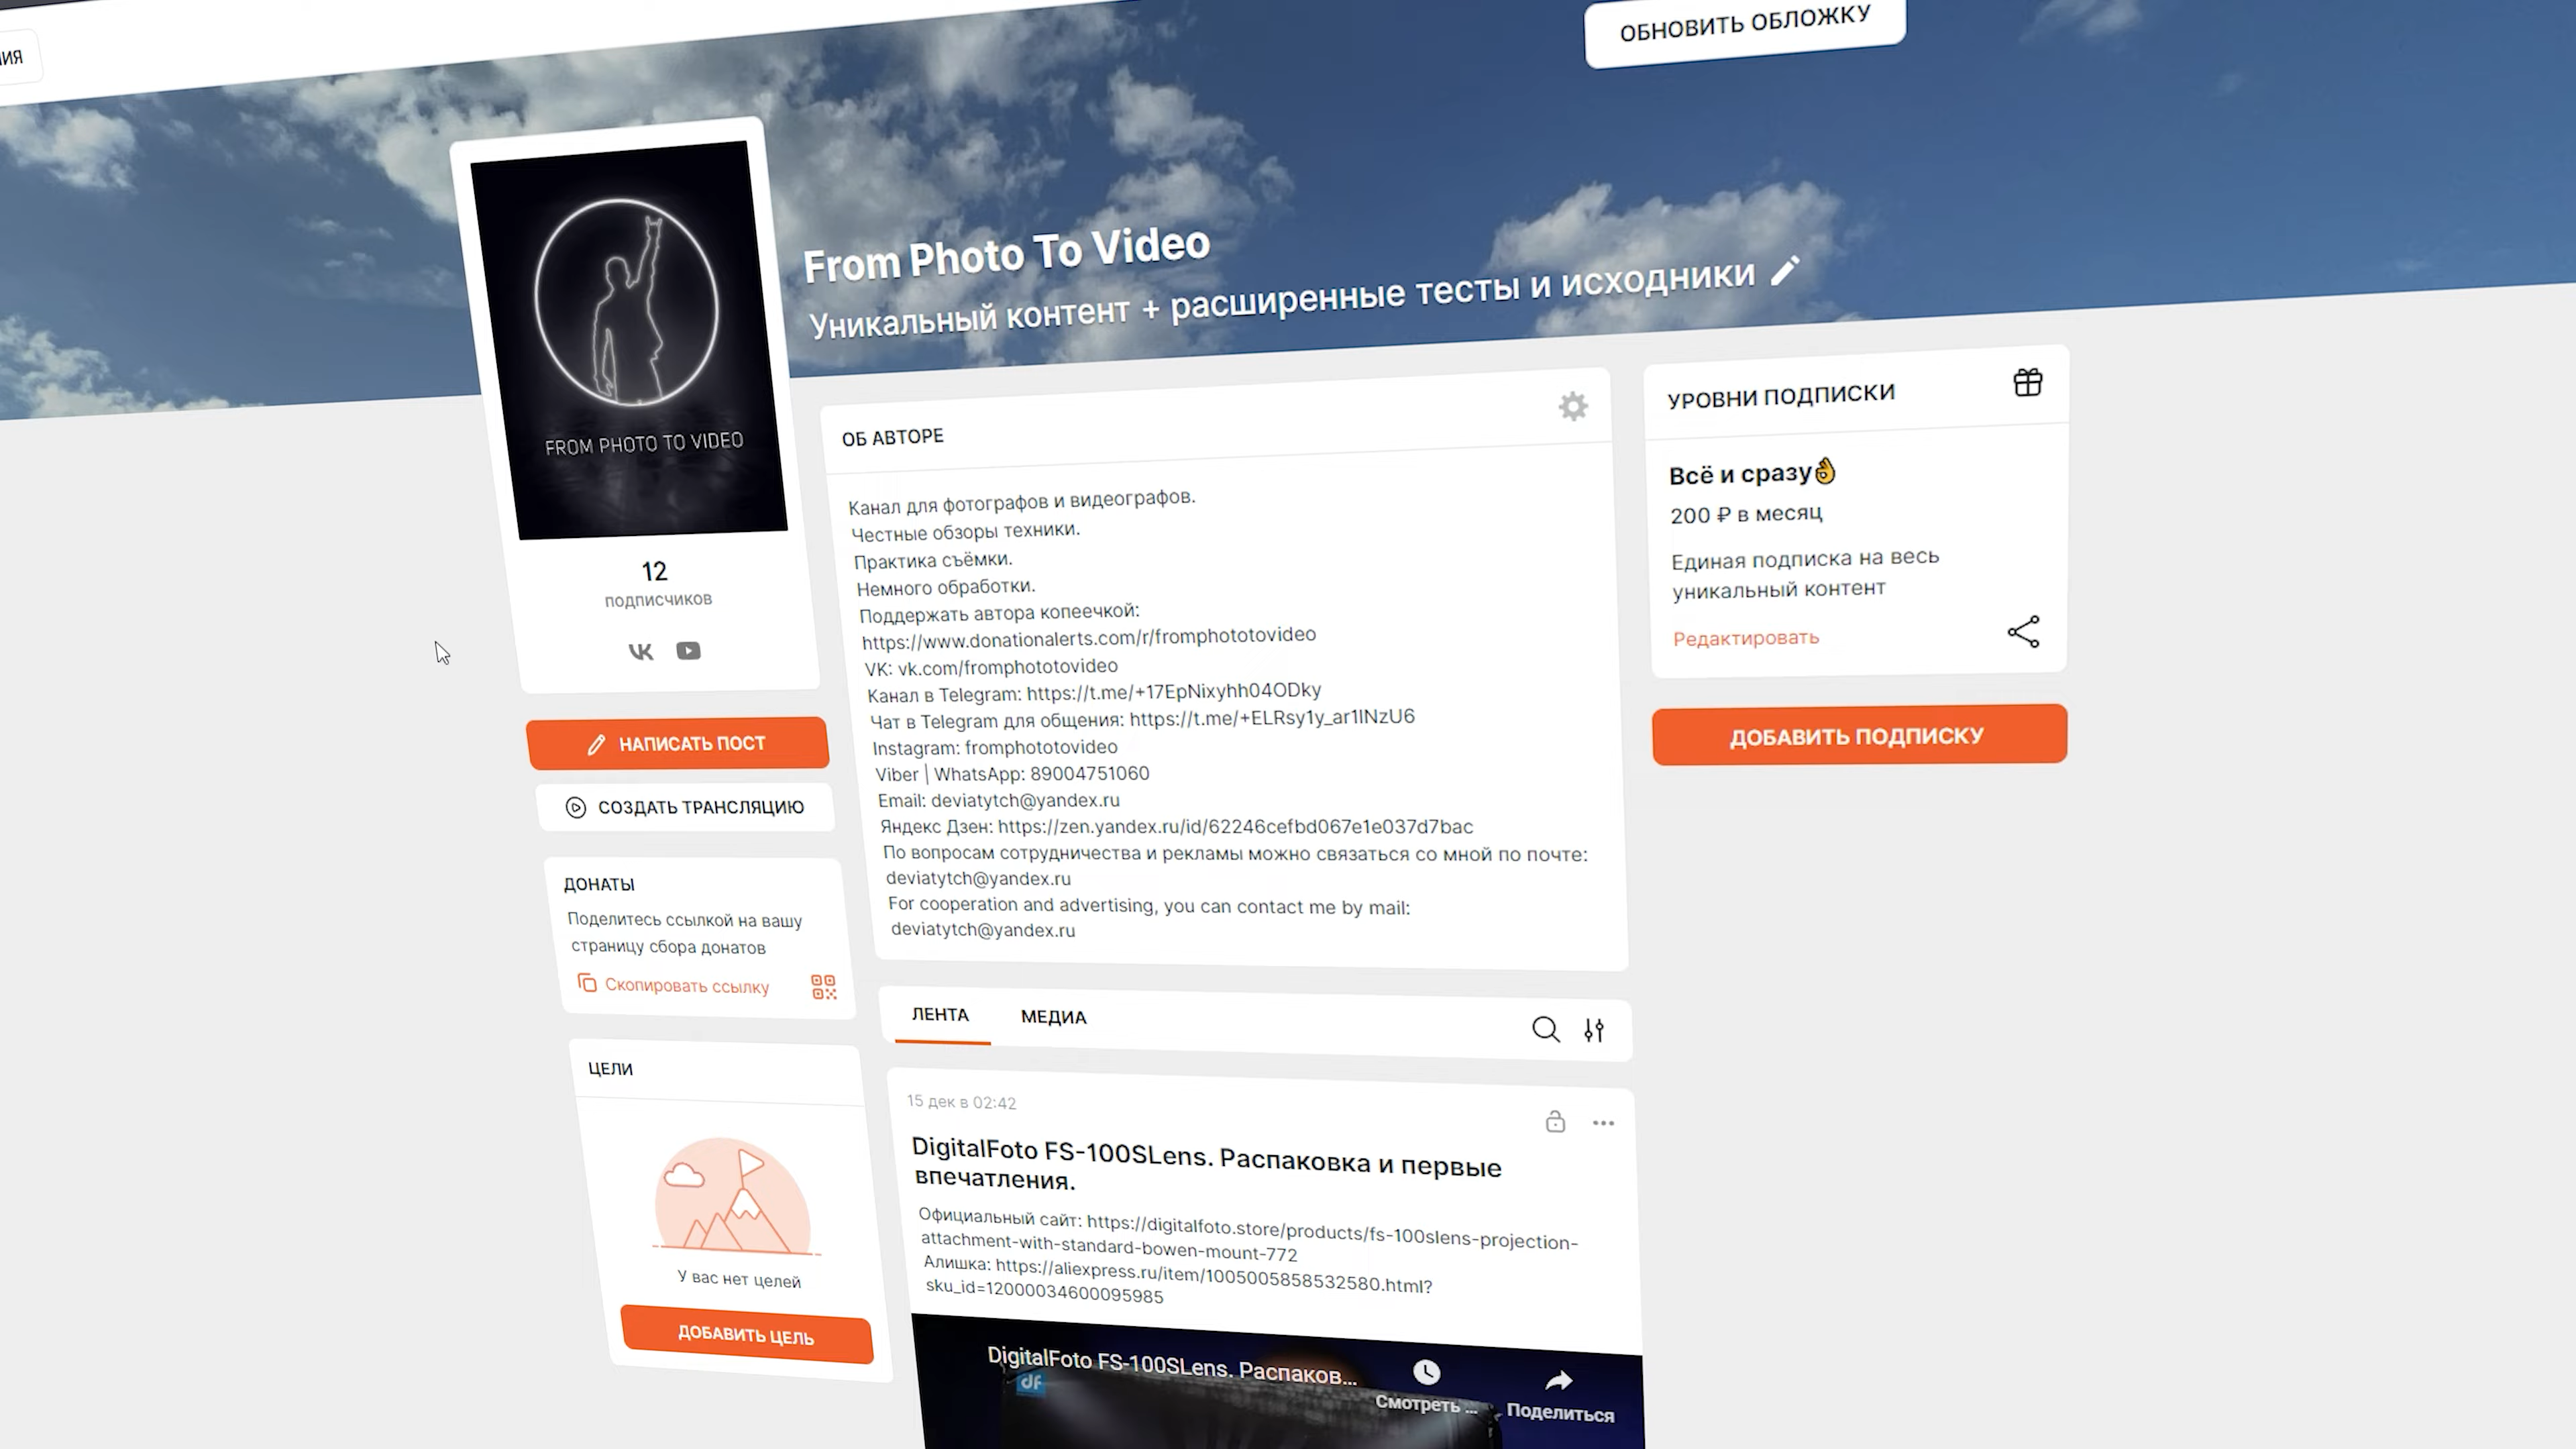 ИЯ
ОБНОВИТЬ ОБЛОЖКУ
From Photo To Video
Уникальный контент + расширенные тесты и исходники
FROM PHOTO TO VIDEO
12
подписчиков
НАПИСАТЬ ПОСТ
СОЗДАТЬ ТРАНСЛЯЦИЮ
ДОНАТЫ
Поделитесь ссылкой на вашу
страницу сбора донатов
Скопировать ссылку
ЦЕЛИ
У вас нет целей
ДОБАВИТЬ ЦЕЛЬ
ОБ АВТОРЕ
Канал для фотографов и видеографов.
Честные обзоры техники.
Практика съёмки.
Немного обработки.
Поддержать автора копеечкой:
https://www.donationalerts.com/r/fromphototovideo
VK: vk.com/fromphototovideo
Канал в Telegram: https://t.me/+17EpNixyhh04ODky
Чат в Telegram для общения: https://t.me/+ELRsy1y_ar1lNzU6
Instagram: fromphototovideo
Viber | WhatsApp: 89004751060
Email: deviatytch@yandex.ru
Яндекс Дзен: https://zen.yandex.ru/id/62246cefbd067e1e037d7bac
По вопросам сотрудничества и рекламы можно связаться со мной по почте:
deviatytch@yandex.ru
For cooperation and advertising, you can contact me by mail:
deviatytch@yandex.ru
ЛЕНТА МЕДИА
15 дек в 02:42
DigitalFoto FS-100SLens. Распаковка и первые
впечатления.
Официальный сайт: https://digitalfoto.store/products/fs-100slens-projection-
attachment-with-standard-bowen-mount-772
Алишка: https://aliexpress.ru/item/1005005858532580.html?
sku_id=12000034600095985
DigitalFoto FS-100SLens. Распаков...
df
Смотреть ...
Поделиться
УРОВНИ ПОДПИСКИ
Всё и сразу👌
200 ₽ в месяц
Единая подписка на весь
уникальный контент
Редактировать
ДОБАВИТЬ ПОДПИСКУ